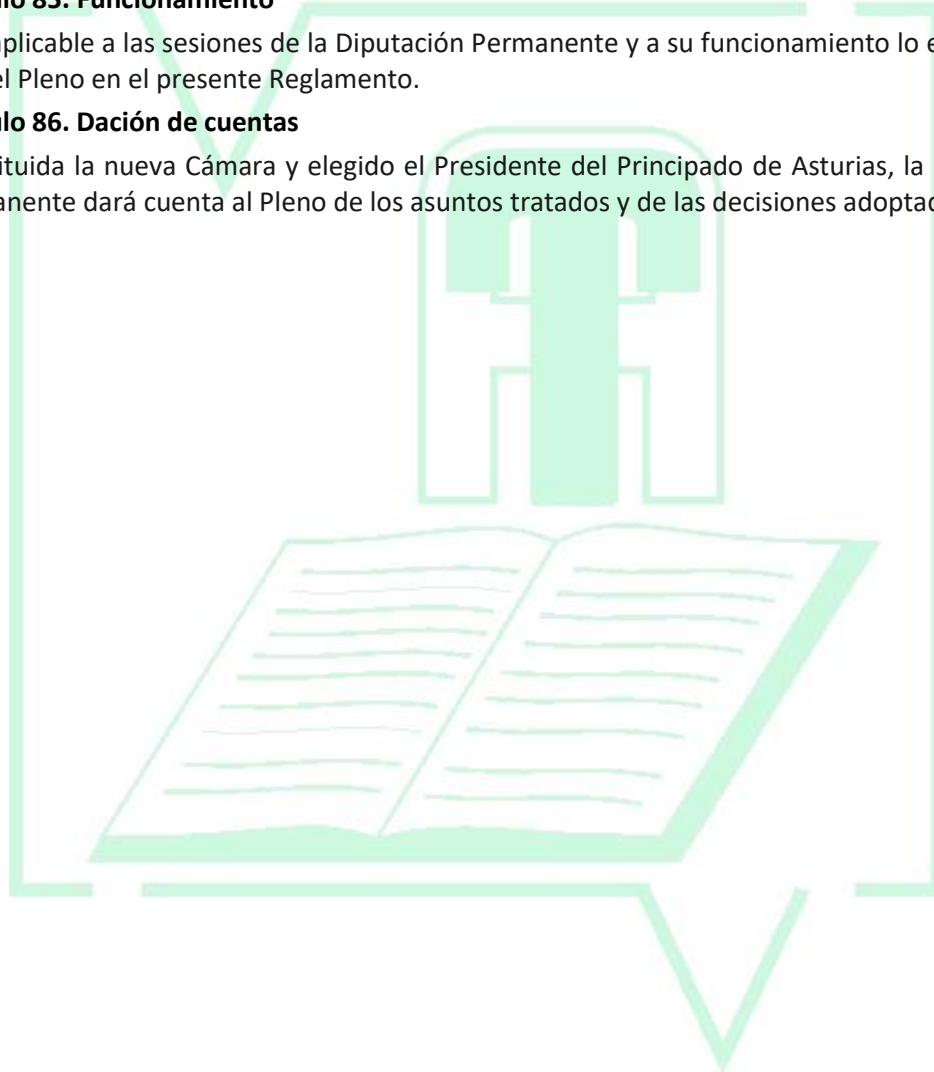 lo 85. Funcionamiento
aplicable a las sesiones de la Diputación Permanente y a su funcionamiento lo e
el Pleno en el presente Reglamento.
lo 86. Dación de cuentas
ituida la nueva Cámara y elegido el Presidente del Principado de Asturias, la
anente dará cuenta al Pleno de los asuntos tratados y de las decisiones adoptad